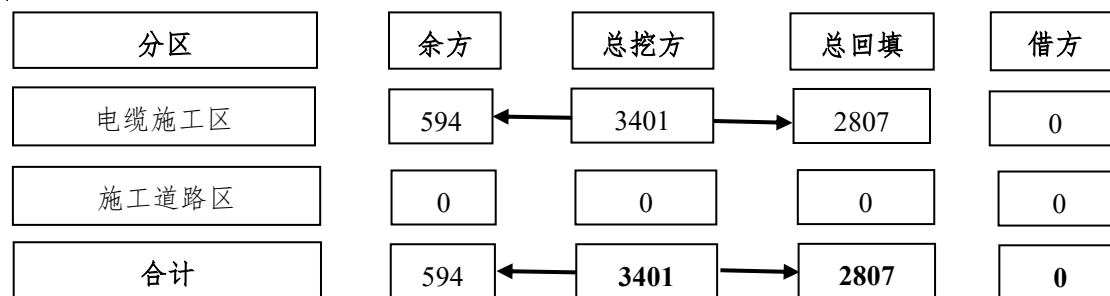 分区 余方 总挖方 总回填 借方
电缆施工区 594 3401 2807 0
施工道路区 0 0 0 0
合计 594 3401 2807 0